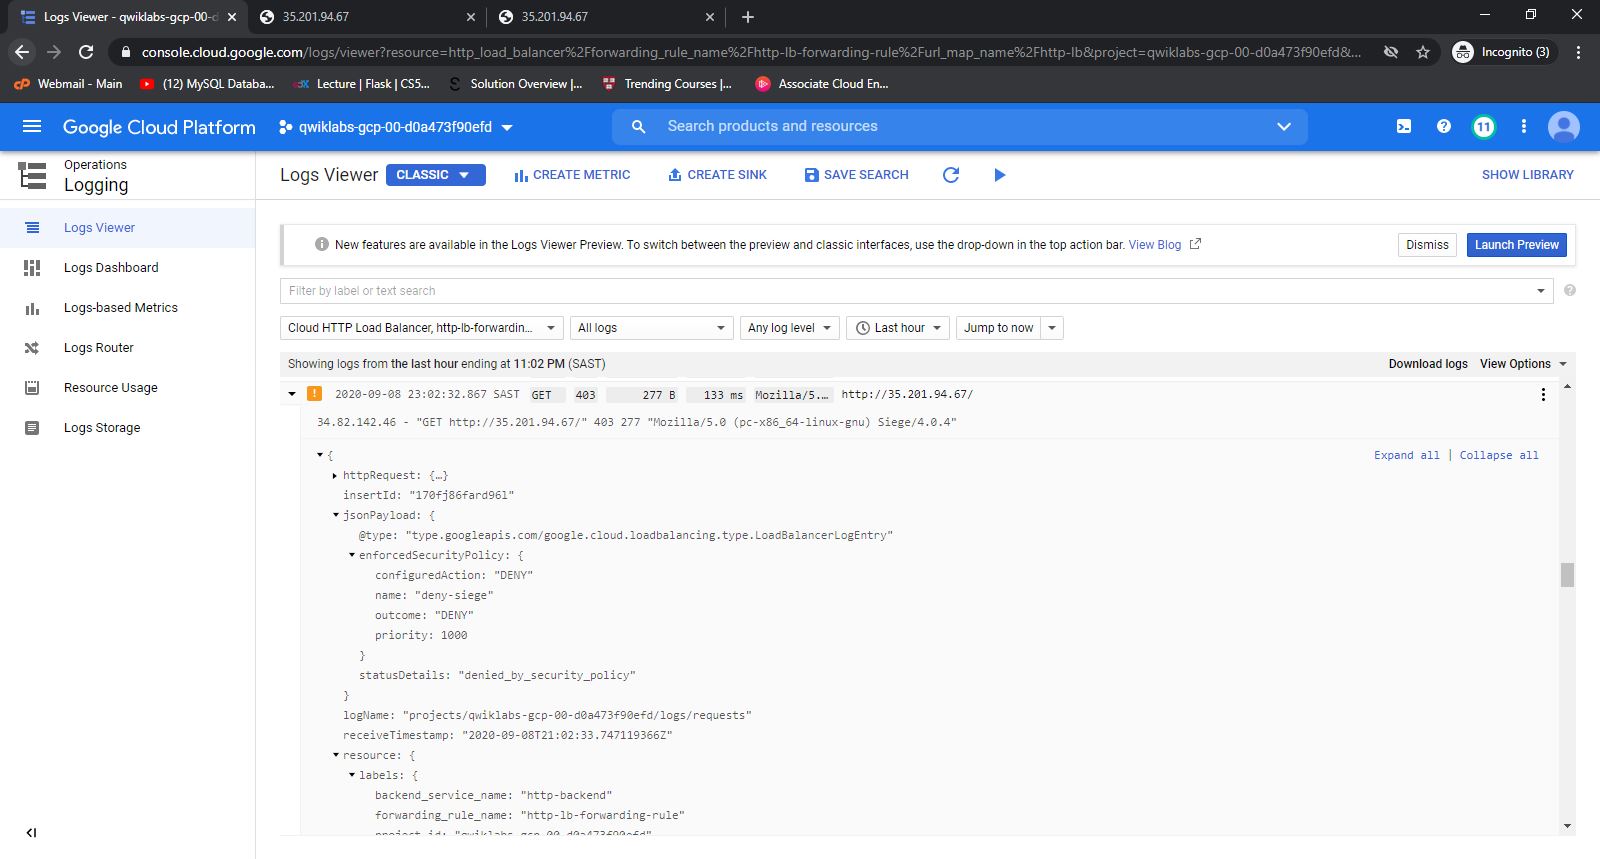 Logs Viewer - qwiklabs-gcp-00-d
35.201.94.67
35.201.94.67
console.cloud.google.com/logs/viewer?resource=http_load_balancer%2Fforwarding_rule_name%2Fhttp-lb-forwarding-rule%2Furl_map_name%2Fhttp-lb&project=qwiklabs-gcp-00-d0a473f90efd&...
Incognito (3)
Webmail - Main
(12) MySQL Databa...
Lecture | Flask | CS5...
Solution Overview |...
Trending Courses |...
Associate Cloud En...
Google Cloud Platform
qwiklabs-gcp-00-d0a473f90efd
Search products and resources
11
Operations
Logging
Logs Viewer
CLASSIC
CREATE METRIC
CREATE SINK
SAVE SEARCH
SHOW LIBRARY
Logs Viewer
Logs Dashboard
Logs-based Metrics
Logs Router
Resource Usage
Logs Storage
New features are available in the Logs Viewer Preview. To switch between the preview and classic interfaces, use the drop-down in the top action bar. View Blog
Dismiss
Launch Preview
Filter by label or text search
Cloud HTTP Load Balancer, http-lb-forwardin...
All logs
Any log level
Last hour
Jump to now
Showing logs from the last hour ending at 11:02 PM (SAST)
Download logs
View Options
2020-09-08 23:02:32.867 SAST GET 403 277 B 133 ms Mozilla/5.... http://35.201.94.67/
34.82.142.46 - "GET http://35.201.94.67/" 403 277 "Mozilla/5.0 (pc-x86_64-linux-gnu) Siege/4.0.4"
{
Expand all | Collapse all
httpRequest: {…}
insertId: "170fj86fard96l"
jsonPayload: {
@type: "type.googleapis.com/google.cloud.loadbalancing.type.LoadBalancerLogEntry"
enforcedSecurityPolicy: {
configuredAction: "DENY"
name: "deny-siege"
outcome: "DENY"
priority: 1000
}
statusDetails: "denied_by_security_policy"
}
logName: "projects/qwiklabs-gcp-00-d0a473f90efd/logs/requests"
receiveTimestamp: "2020-09-08T21:02:33.747119366Z"
resource: {
labels: {
backend_service_name: "http-backend"
forwarding_rule_name: "http-lb-forwarding-rule"
project_id: "qwiklabs-gcp-00-d0a473f90efd"